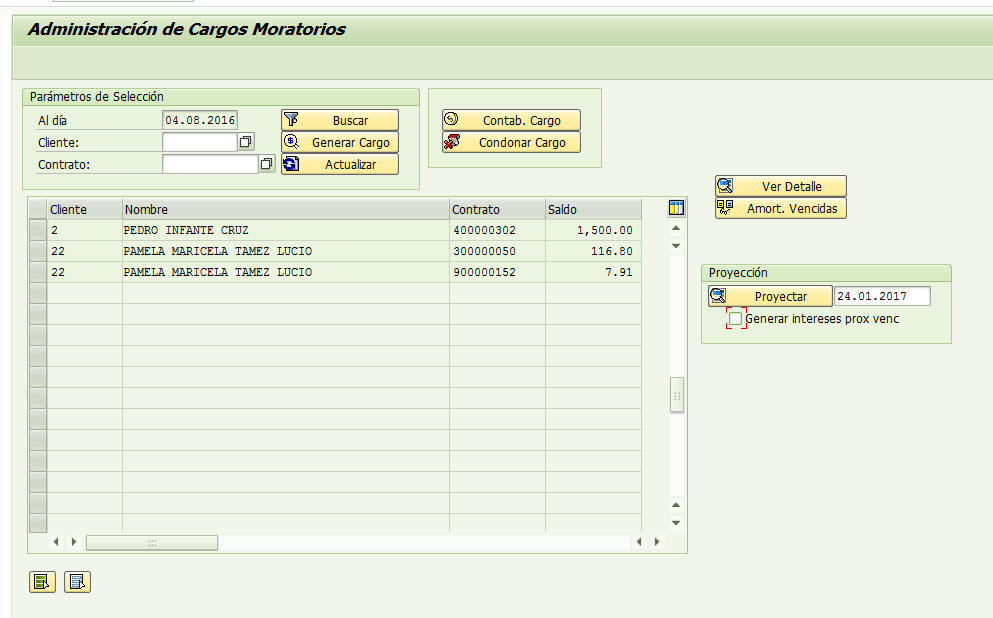 Administración de Cargos Moratorios
Parámetros de Selección
Al día 04.08.2016 Buscar
Cliente: Generar Cargo
Contrato: Actualizar
Contab. Cargo
Condonar Cargo
Ver Detalle
Amort. Vencidas
Cliente Nombre Contrato Saldo
2 PEDRO INFANTE CRUZ 400000302 1,500.00
22 PAMELA MARICELA TAMEZ LUCIO 300000050 116.80
22 PAMELA MARICELA TAMEZ LUCIO 900000152 7.91
Proyección
Proyectar 24.01.2017
Generar intereses prox venc